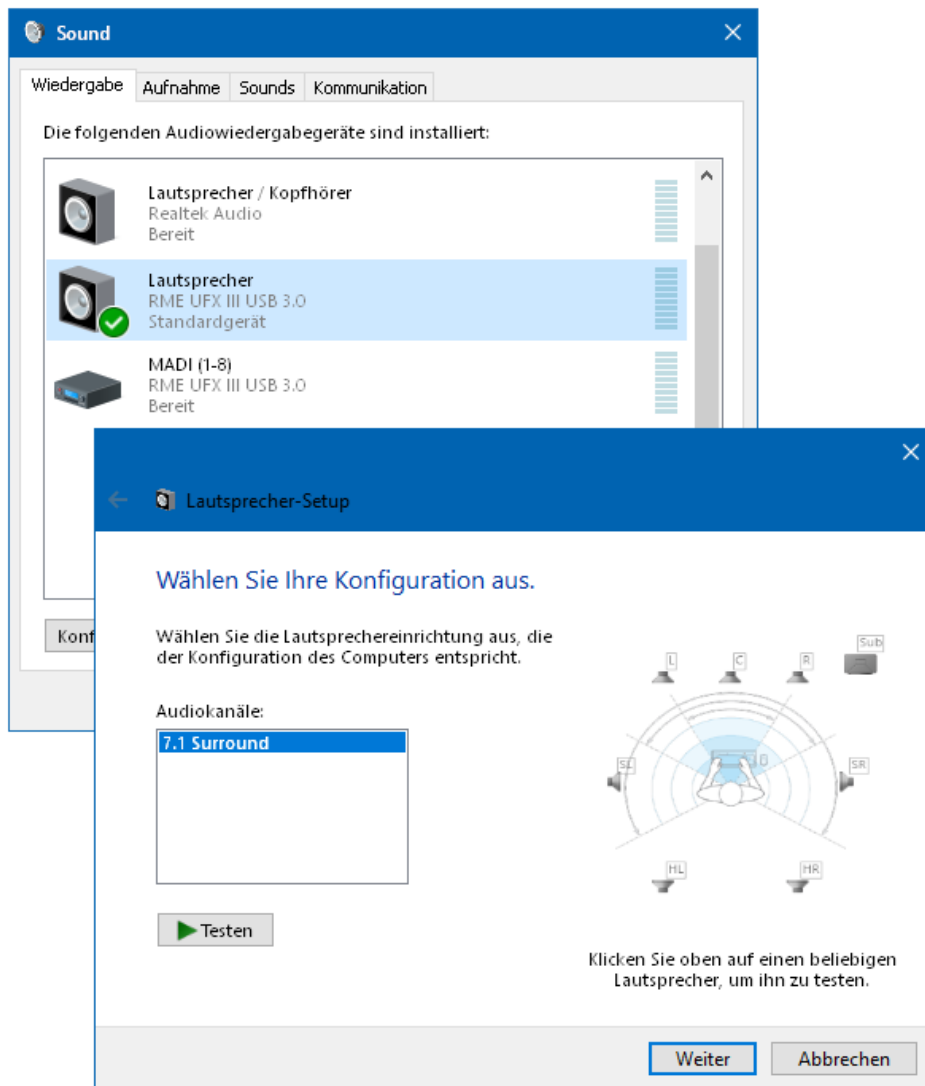 Sound
Wiedergabe Aufnahme Sounds Kommunikation
Die folgenden Audiowiedergabegeräte sind installiert:
Lautsprecher / Kopfhörer
Realtek Audio
Bereit
Lautsprecher
RME UFX III USB 3.0
Standardgerät
MADI (1-8)
RME UFX III USB 3.0
Bereit
Konf
Lautsprecher-Setup
Wählen Sie Ihre Konfiguration aus.
Wählen Sie die Lautsprechereinrichtung aus, die
der Konfiguration des Computers entspricht.
Audiokanäle:
7.1 Surround
Testen
L C R Sub
SL SR
HL HR
Klicken Sie oben auf einen beliebigen
Lautsprecher, um ihn zu testen.
Weiter Abbrechen